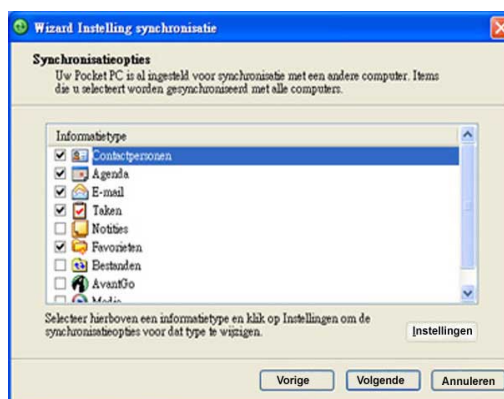 Wizard Instelling synchronisatie
Synchronisatieopties
Uw Pocket PC is al ingesteld voor synchronisatie met een andere computer. Items
die u selecteert worden gesynchroniseerd met alle computers.
Informatietype
Contactpersonen
Agenda
E-mail
Taken
Notities
Favorieten
Bestanden
AvantGo
Media
Selecteer hierboven een informatietype en klik op Instellingen om de
synchronisatieopties voor dat type te wijzigen.
Instellingen
Vorige
Volgende
Annuleren